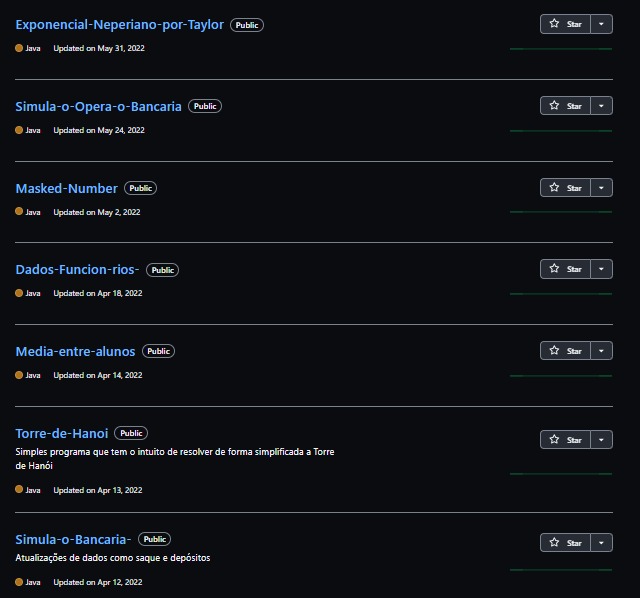 Exponencial-Neperiano-por-Taylor Public Star
Java Updated on May 31, 2022
Simula-o-Opera-o-Bancaria Public Star
Java Updated on May 24, 2022
Masked-Number Public Star
Java Updated on May 2, 2022
Dados-Funcion-rios- Public Star
Java Updated on Apr 18, 2022
Media-entre-alunos Public Star
Java Updated on Apr 14, 2022
Torre-de-Hanoi Public Star
Simples programa que tem o intuito de resolver de forma simplificada a Torre
de Hanói
Java Updated on Apr 13, 2022
Simula-o-Bancaria- Public Star
Atualizações de dados como saque e depósitos
Java Updated on Apr 12, 2022